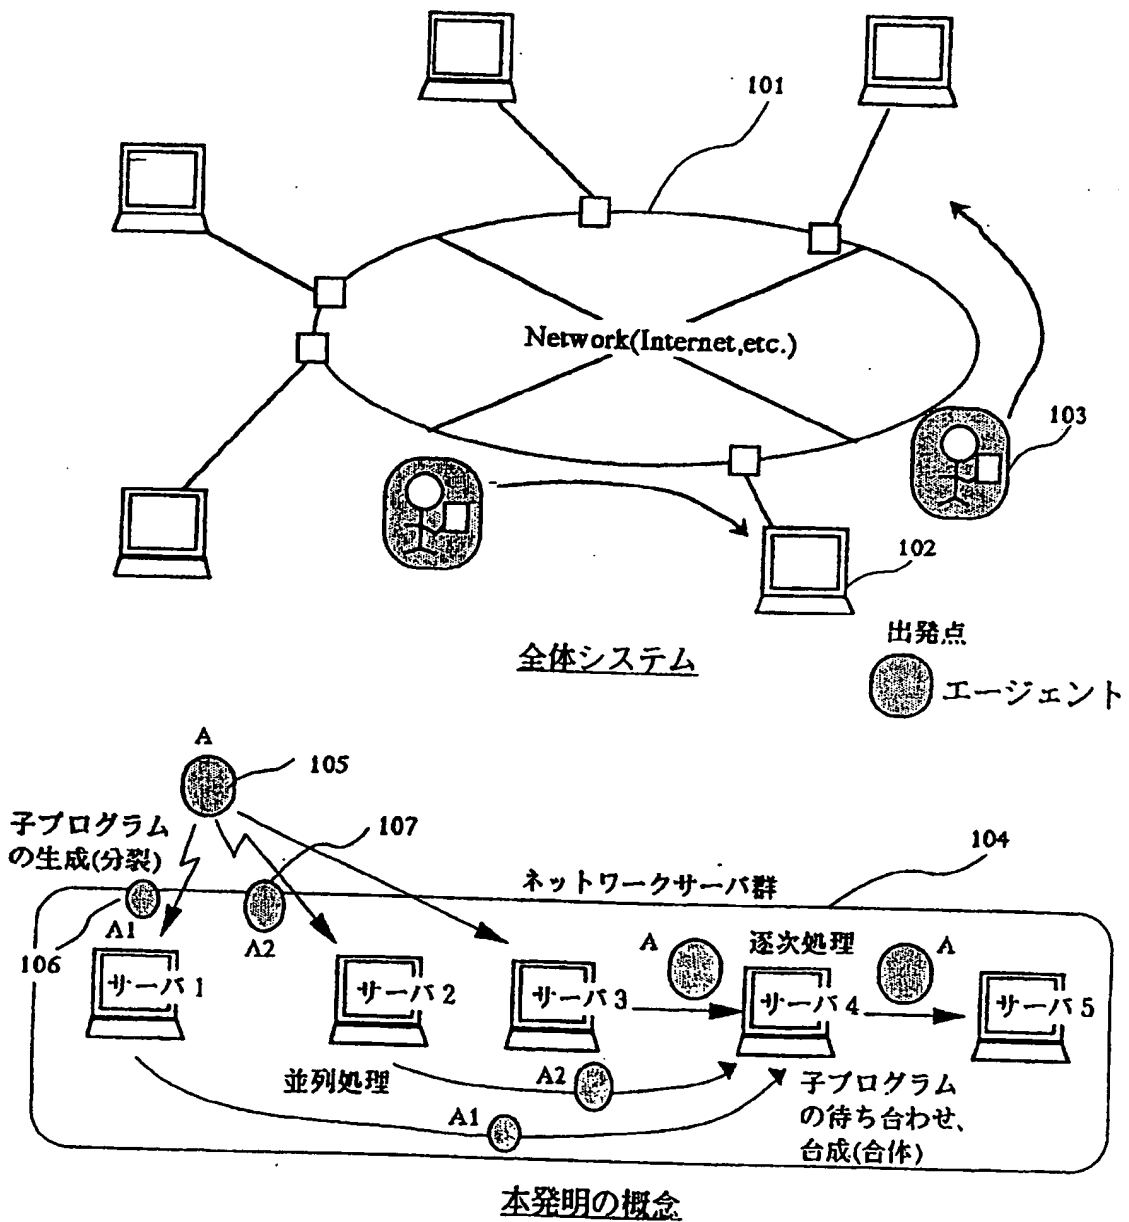 101
Network(Internet,etc.)
103
102
出発点
全体システム
エージェント
A
105
子プログラム
の生成(分裂)
107
104
ネットワークサーバ群
A1
A2
106
A
逐次処理
A
サーバ 1
サーバ 2
サーバ 3
サーバ 4
サーバ 5
並列処理
A2
A1
子プログラム
の待ち合わせ、
台成(合体)
本発明の概念